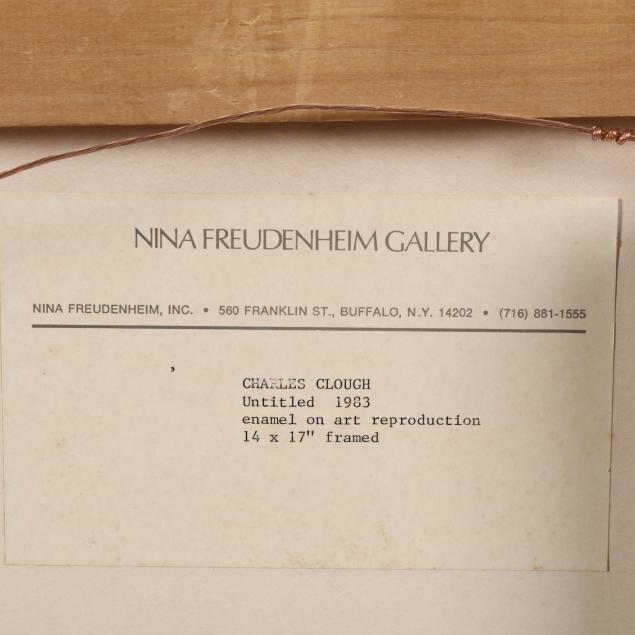 NINA FREUDENHEIM GALLERY
NINA FREUDENHEIM, INC. • 560 FRANKLIN ST., BUFFALO, N.Y. 14202 • (716) 881-1555
,
CHARLES CLOUGH
Untitled 1983
enamel on art reproduction
14 x 17" framed